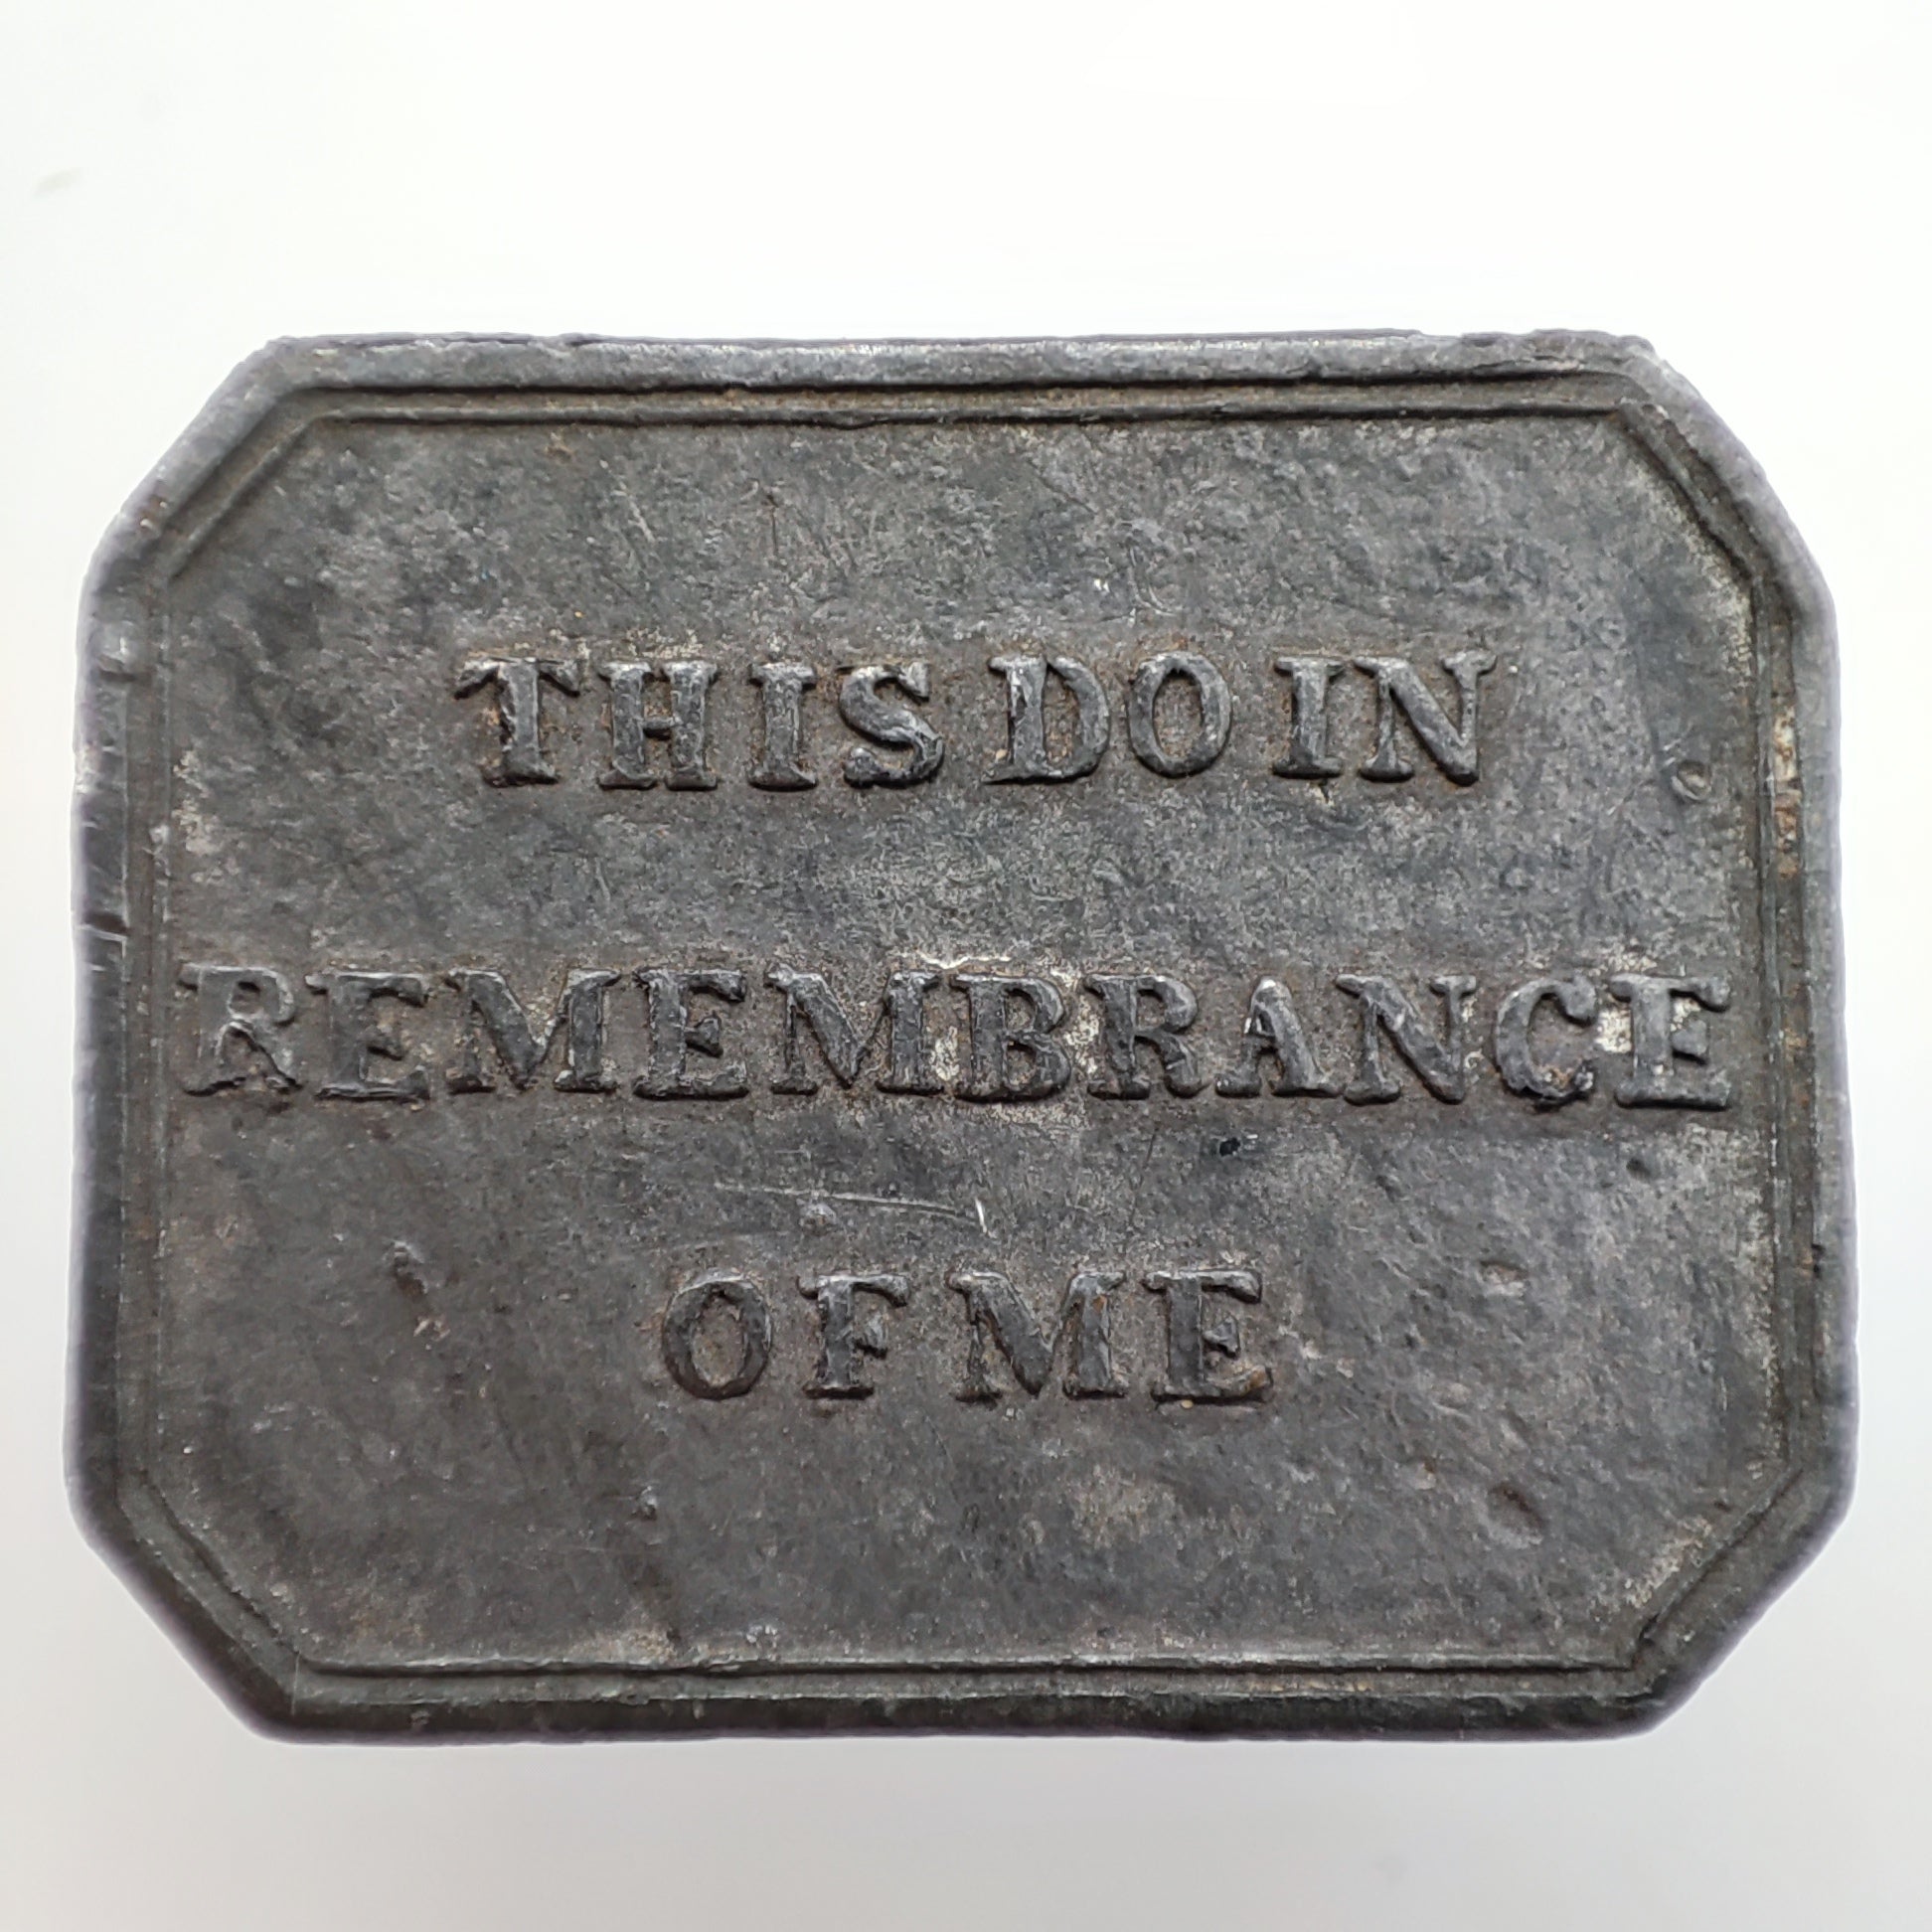 THIS DO IN
REMEMBRANCE
OF ME